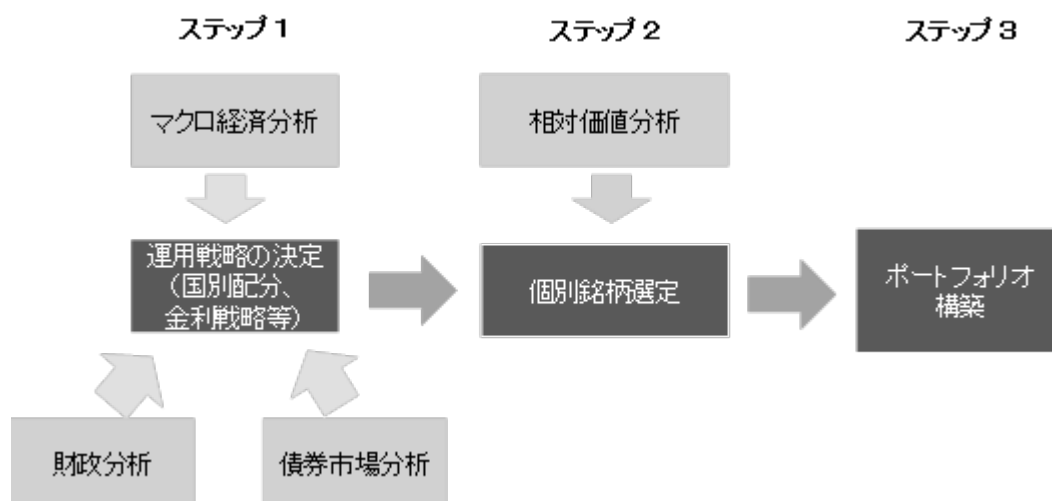 ステップ1
ステップ2
ステップ3
マクロ経済分析
相対価値分析
運用戦略の決定
（国別配分、
金利戦略等）
個別銘柄選定
ポートフォリオ
構築
財政分析
債券市場分析